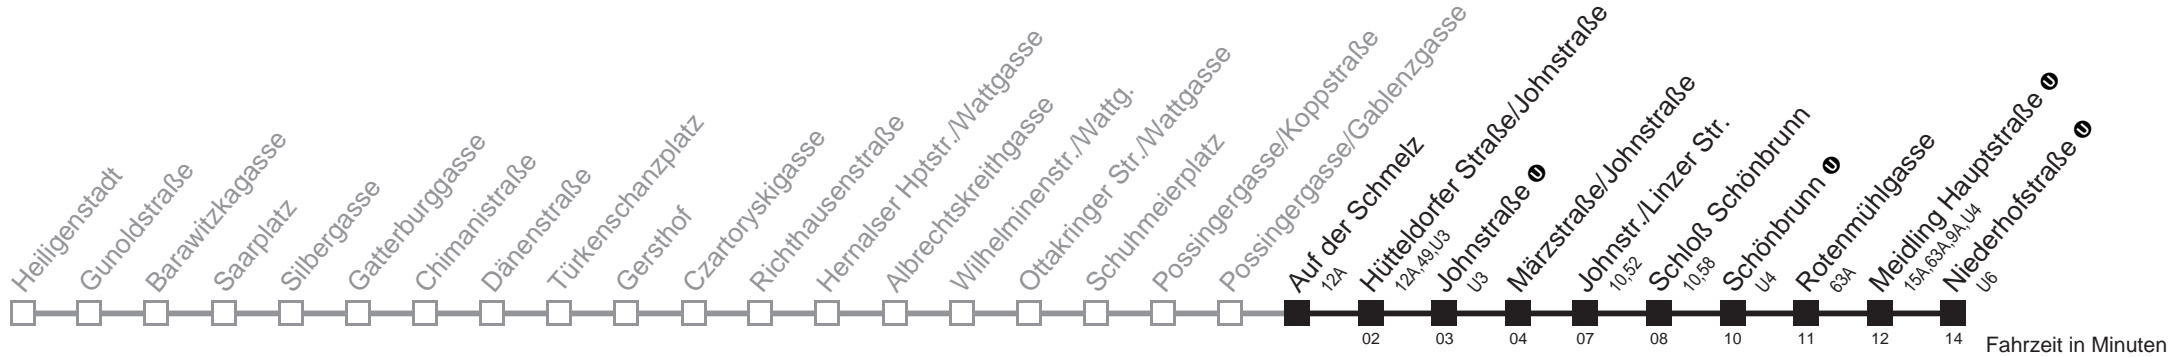 Heiligenstadt
Gunoldstraße
Barawitzkagasse
Saarplatz
Silbergasse
Gatterburggasse
Chimanistraße
Dänenstraße
Türkenschanzplatz
Gersthof
Czartoryskigasse
Richthausenstraße
Hernalser Hptstr./Wattgasse
Albrechtskreithgasse
Wilhelminenstr./Wattg.
Ottakringer Str./Wattgasse
Schuhmeierplatz
Possingergasse/Koppstraße
Possingergasse/Gablenzgasse
Auf der Schmelz
12A
Hütteldorfer Straße/Johnstraße
12A,49,U3
Johnstraße U
U3
Märzstraße/Johnstraße
Johnstr./Linzer Str.
10,52
Schloß Schönbrunn
10,58
Schönbrunn U
U4
Rotenmühlgasse
63A
Meidling Hauptstraße U
15A,63A,9A,U4
Niederhofstraße U
U6
02 03 04 07 08 10 11 12 14 Fahrzeit in Minuten